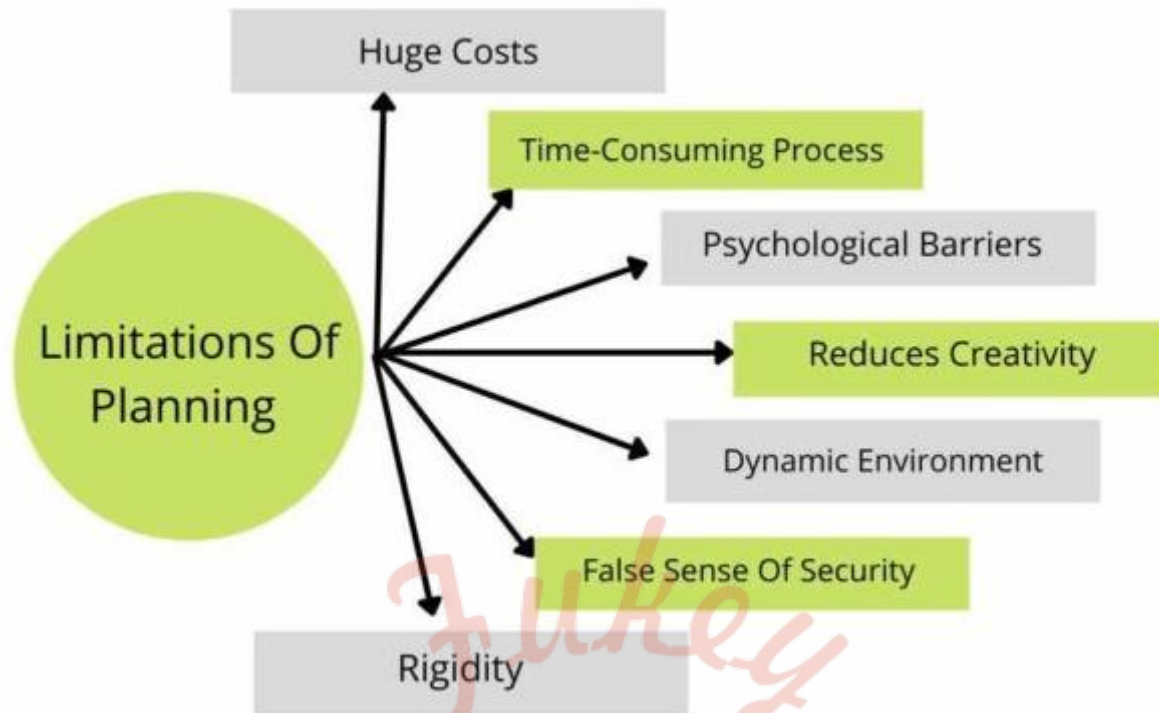 Huge Costs
Time-Consuming Process
Psychological Barriers
Limitations Of
Planning
Reduces Creativity
Dynamic Environment
False Sense Of Security
Rigidity
Jukey